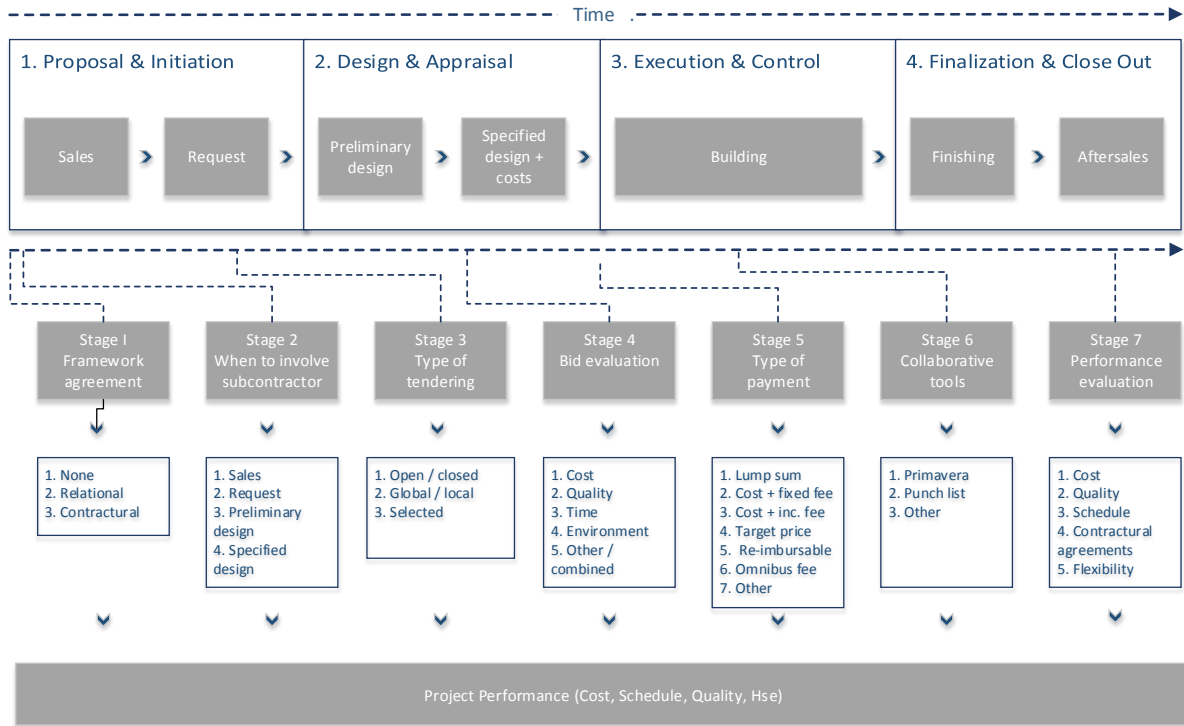 Time .
1. Proposal & Initiation
2. Design & Appraisal
3. Execution & Control
4. Finalization & Close Out
Sales
Request
Preliminary
design
Specified
design +
costs
Building
Finishing
Aftersales
Stage I
Framework
agreement
Stage 2
When to involve
subcontractor
Stage 3
Type of
tendering
Stage 4
Bid evaluation
Stage 5
Type of
payment
Stage 6
Collaborative
tools
Stage 7
Performance
evaluation
1. None
2. Relational
3. Contractural
1. Sales
2. Request
3. Preliminary
design
4. Specified
design
1. Open / closed
2. Global / local
3. Selected
1. Cost
2. Quality
3. Time
4. Environment
5. Other /
combined
1. Lump sum
2. Cost + fixed fee
3. Cost + inc. fee
4. Target price
5. Re-imbursable
6. Omnibus fee
7. Other
1. Primavera
2. Punch list
3. Other
1. Cost
2. Quality
3. Schedule
4. Contractural
agreements
5. Flexibility
Project Performance (Cost, Schedule, Quality, Hse)